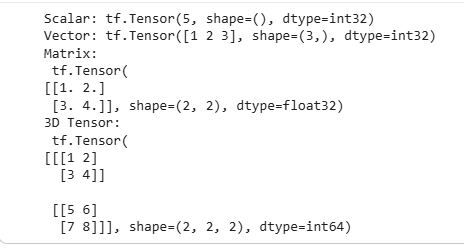 Scalar: tf.Tensor(5, shape=(), dtype=int32)
Vector: tf.Tensor([1 2 3], shape=(3,), dtype=int32)
Matrix:
 tf.Tensor(
[[1. 2.]
 [3. 4.]], shape=(2, 2), dtype=float32)
3D Tensor:
 tf.Tensor(
[[[1 2]
  [3 4]]

 [[5 6]
  [7 8]]], shape=(2, 2, 2), dtype=int64)